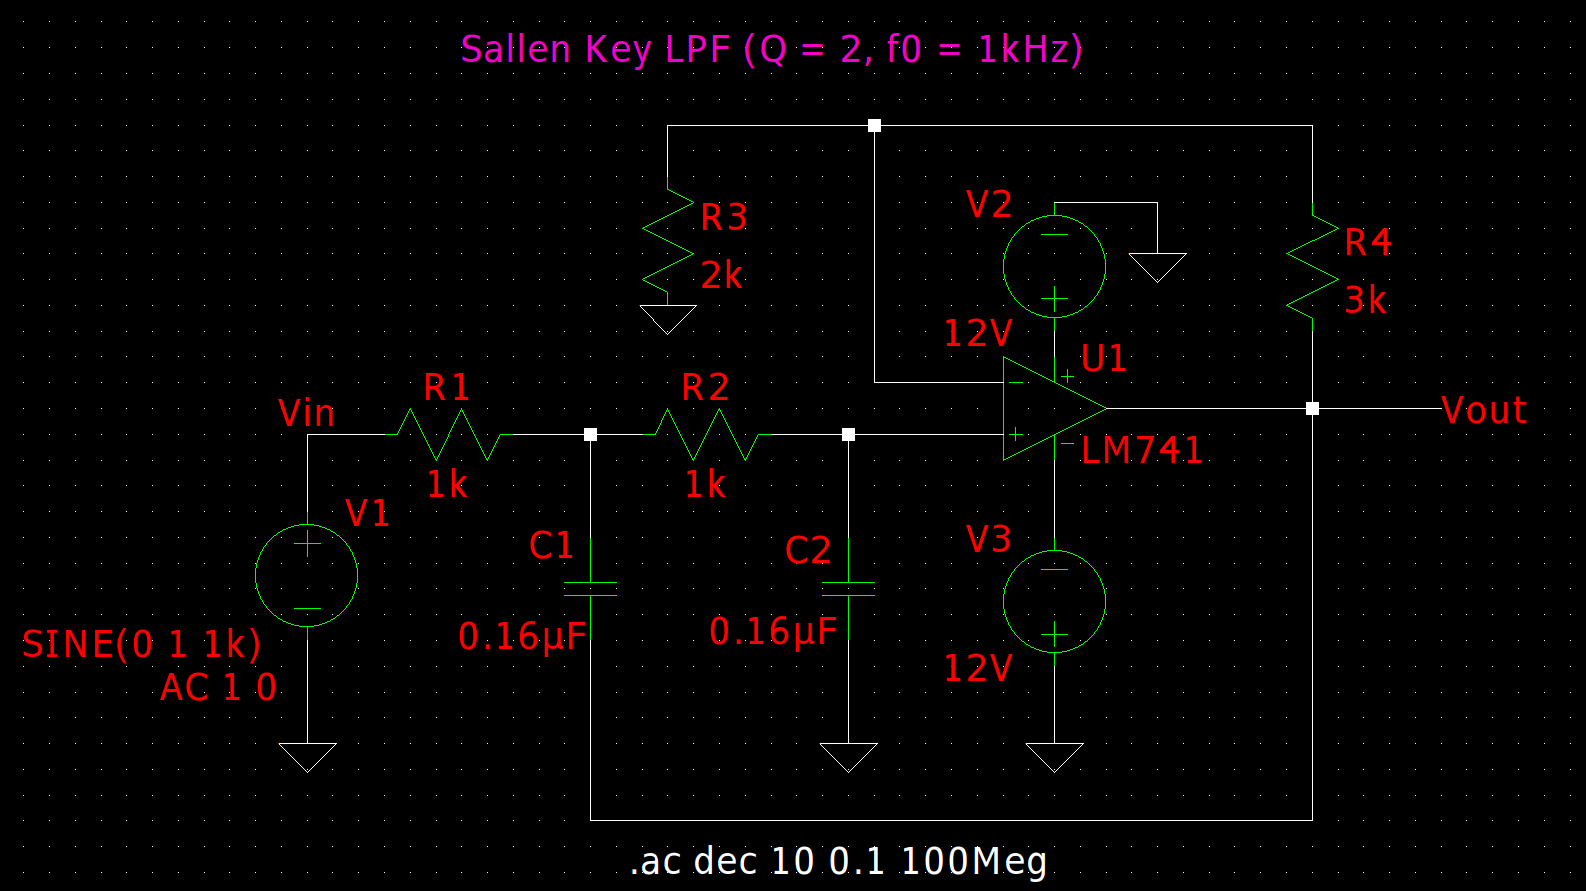 Sallen Key LPF (Q = 2, f0 = 1kHz)
V2
R3
R4
2k
3k
12V
U1
R1
R2
Vin
Vout
LM741
1k
1k
V1
V3
C1
C2
0.16µF
0.16µF
SINE(0 1 1k)
12V
AC 1 0
.ac dec 10 0.1 100Meg